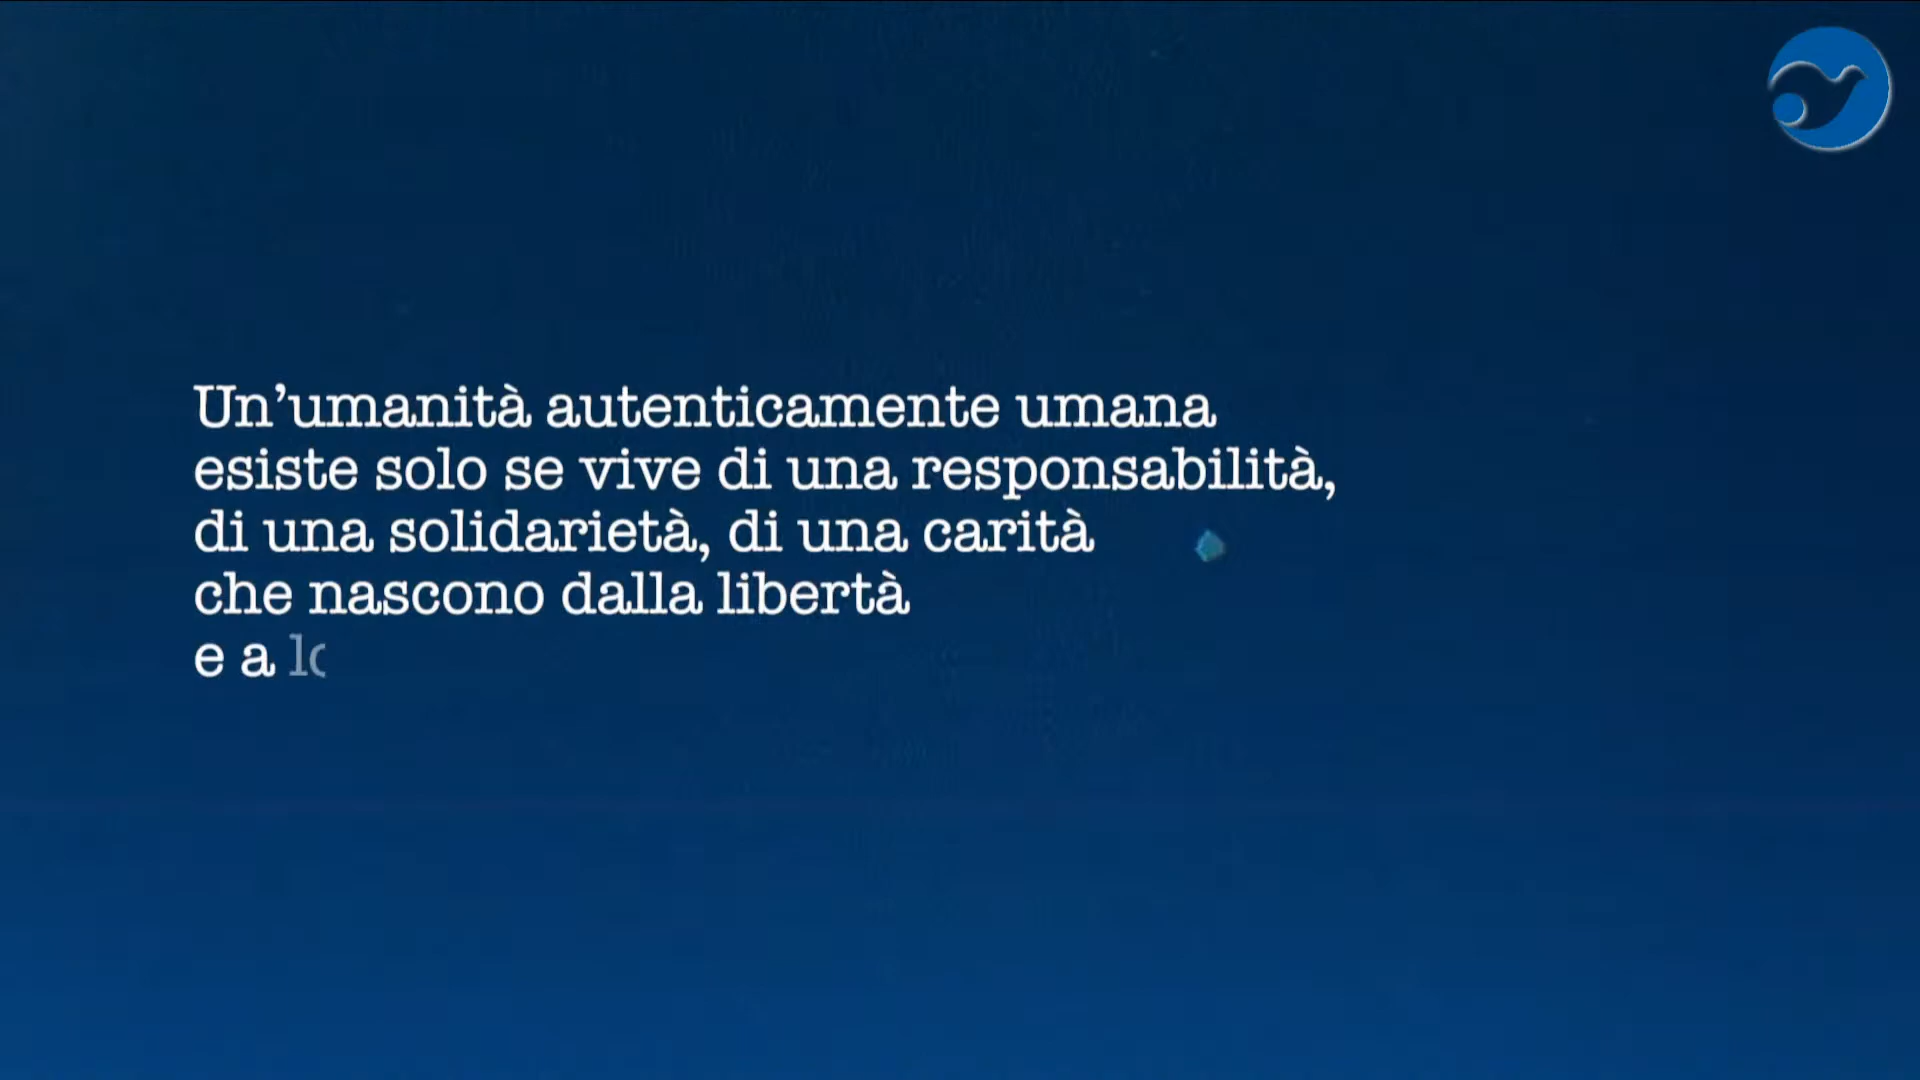 Un’umanità autenticamente umana
esiste solo se vive di una responsabilità,
di una solidarietà, di una carità
che nascono dalla libertà
e a